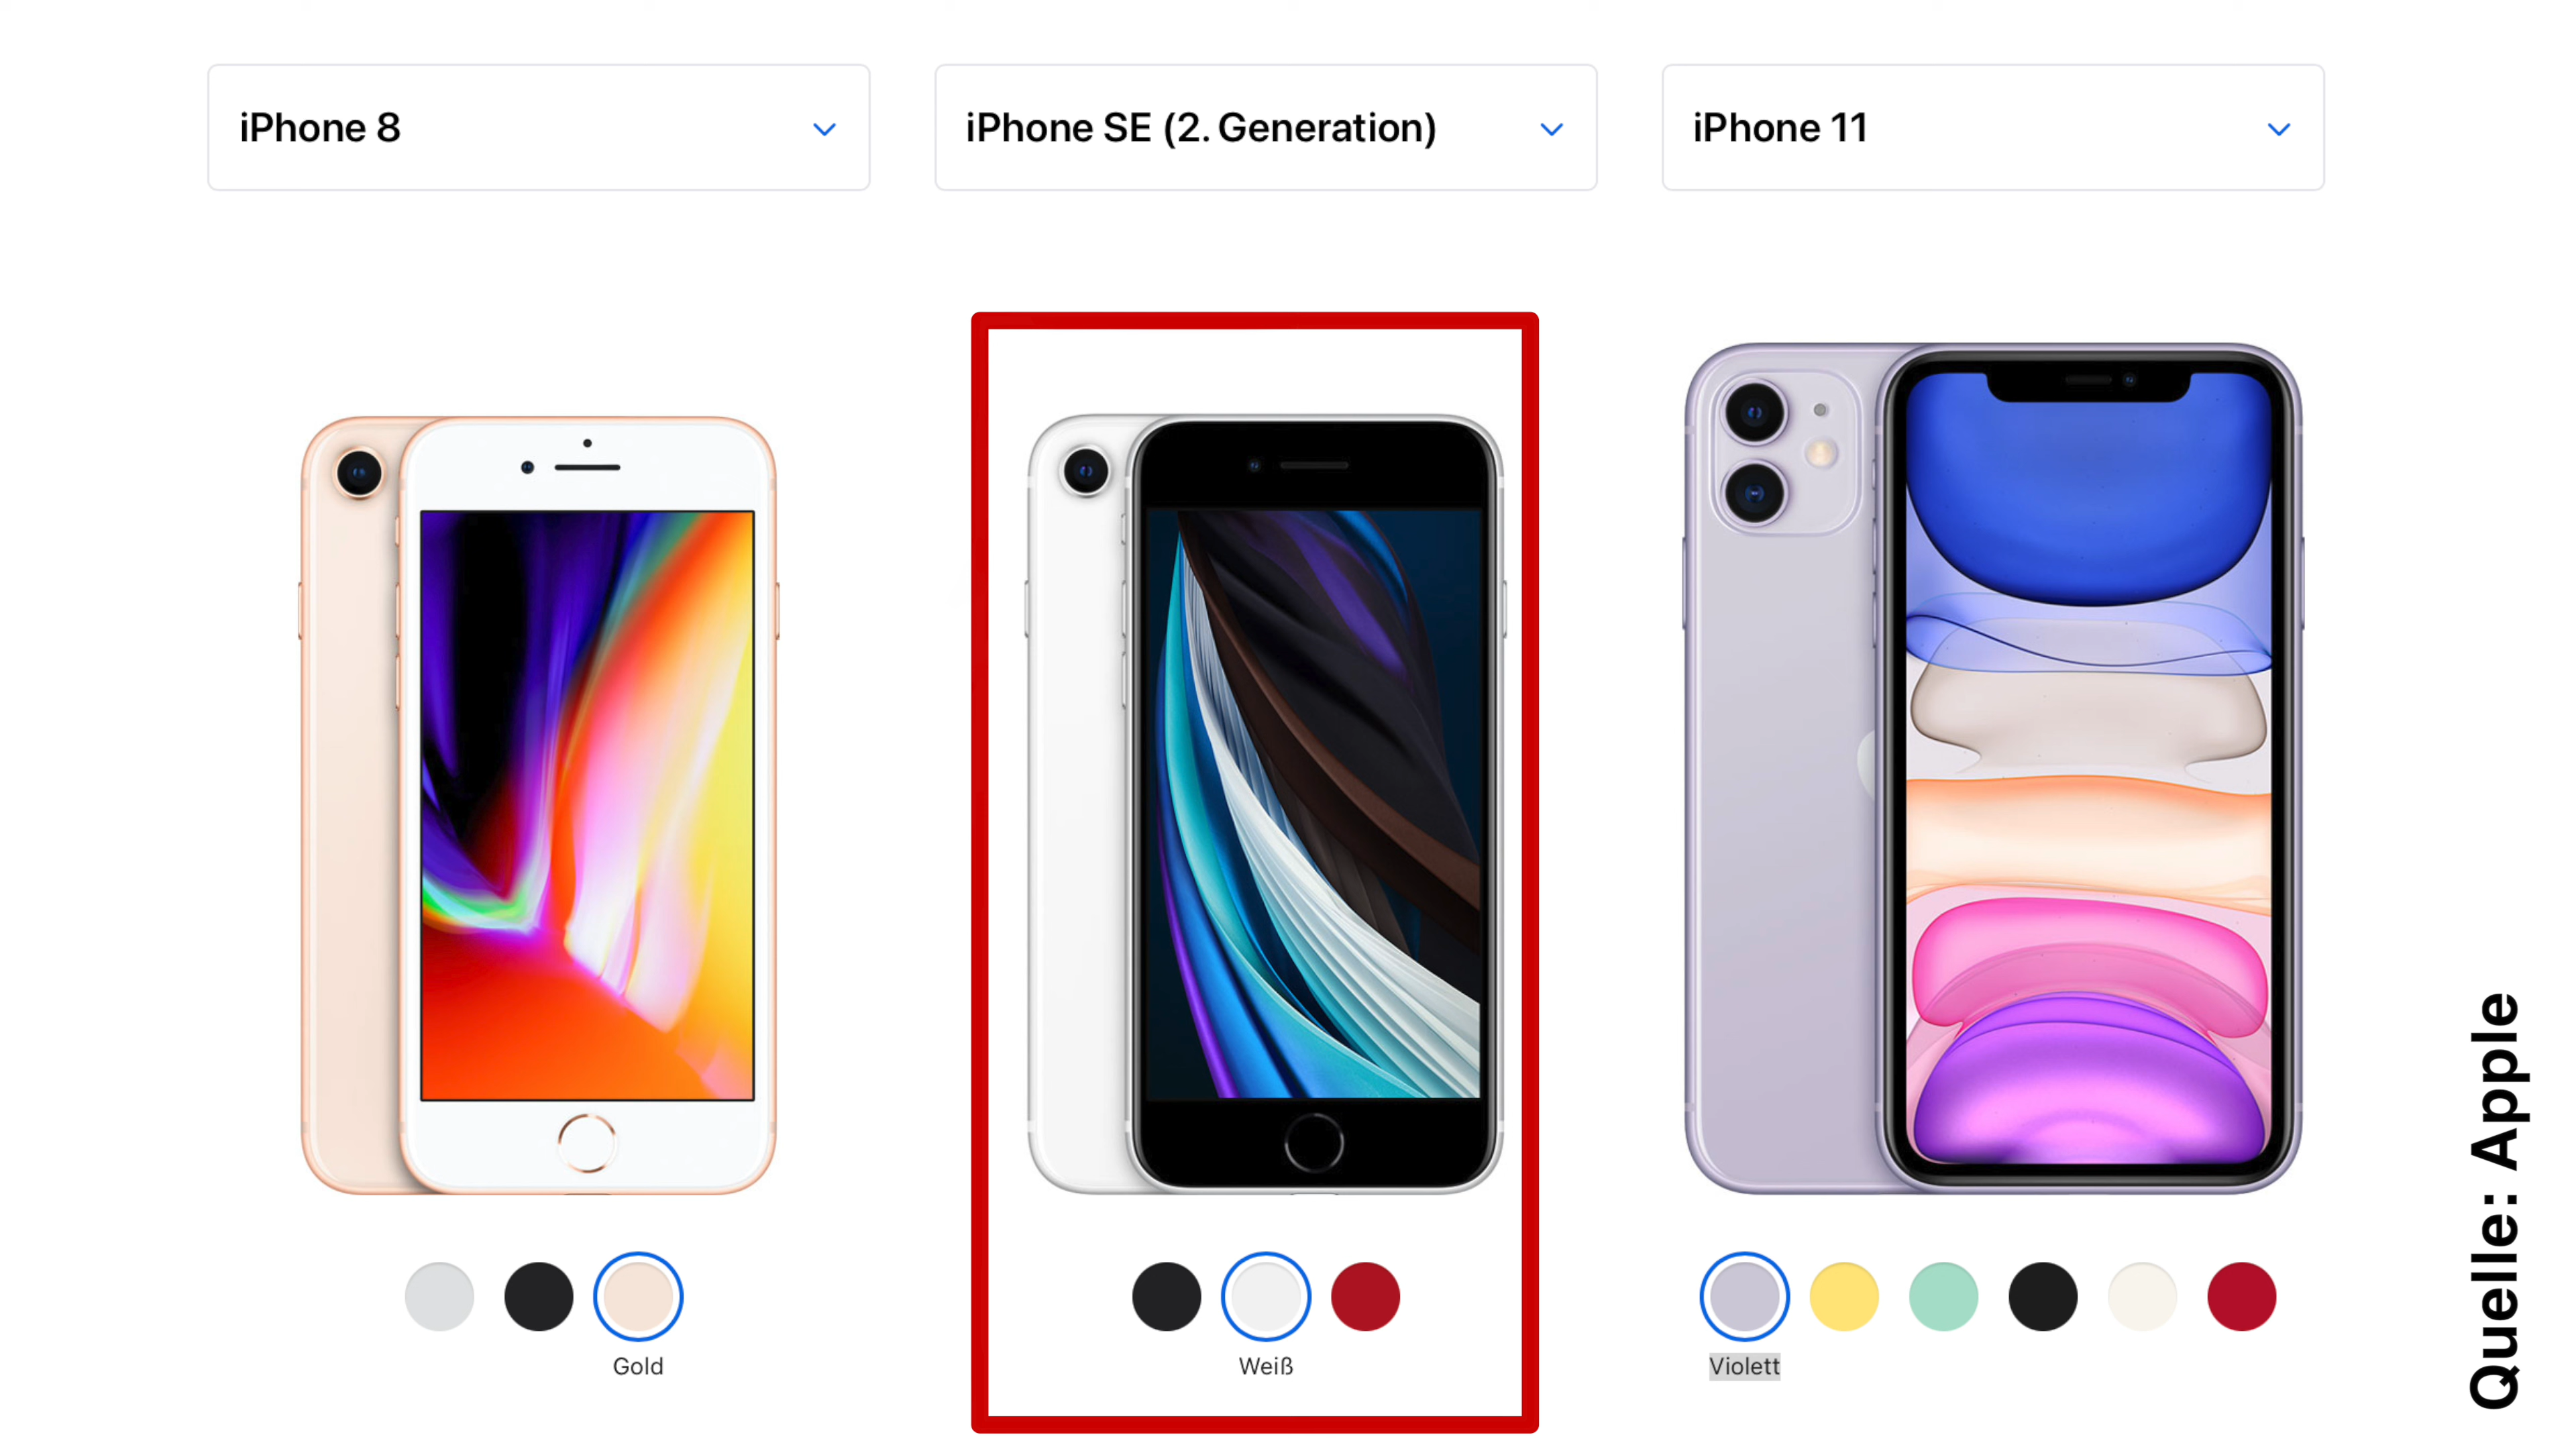 iPhone 8
iPhone SE (2. Generation)
iPhone 11
Gold
Weiß
Violett
Quelle: Apple